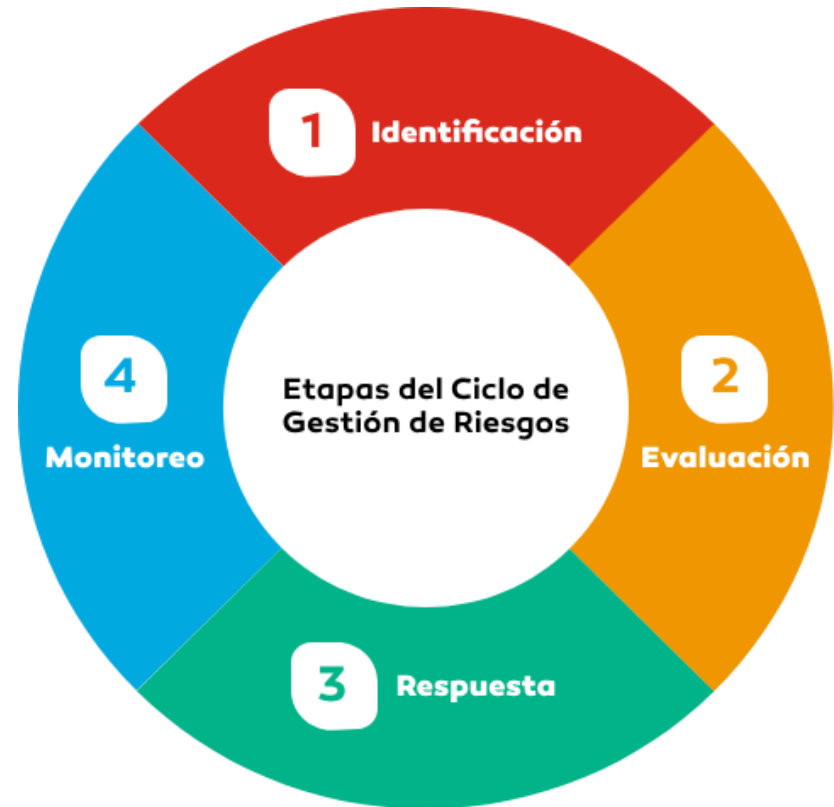 1 Identificación
2
Evaluación
3 Respuesta
4
Monitoreo
Etapas del Ciclo de
Gestión de Riesgos